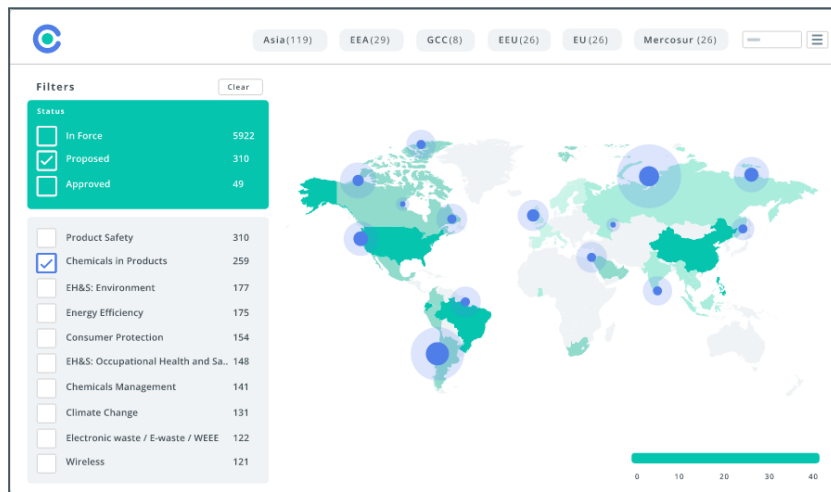 Asia(119) EEA(29) GCC(8) EEU(26) EU(26) Mercosur (26)
Filters Clear
Status
In Force 5922
Proposed 310
Approved 49
Product Safety 310
Chemicals in Products 259
EH&S: Environment 177
Energy Efficiency 175
Consumer Protection 154
EH&S: Occupational Health and Sa.. 148
Chemicals Management 141
Climate Change 131
Electronic waste / E-waste / WEEE 122
Wireless 121
0 10 20 30 40